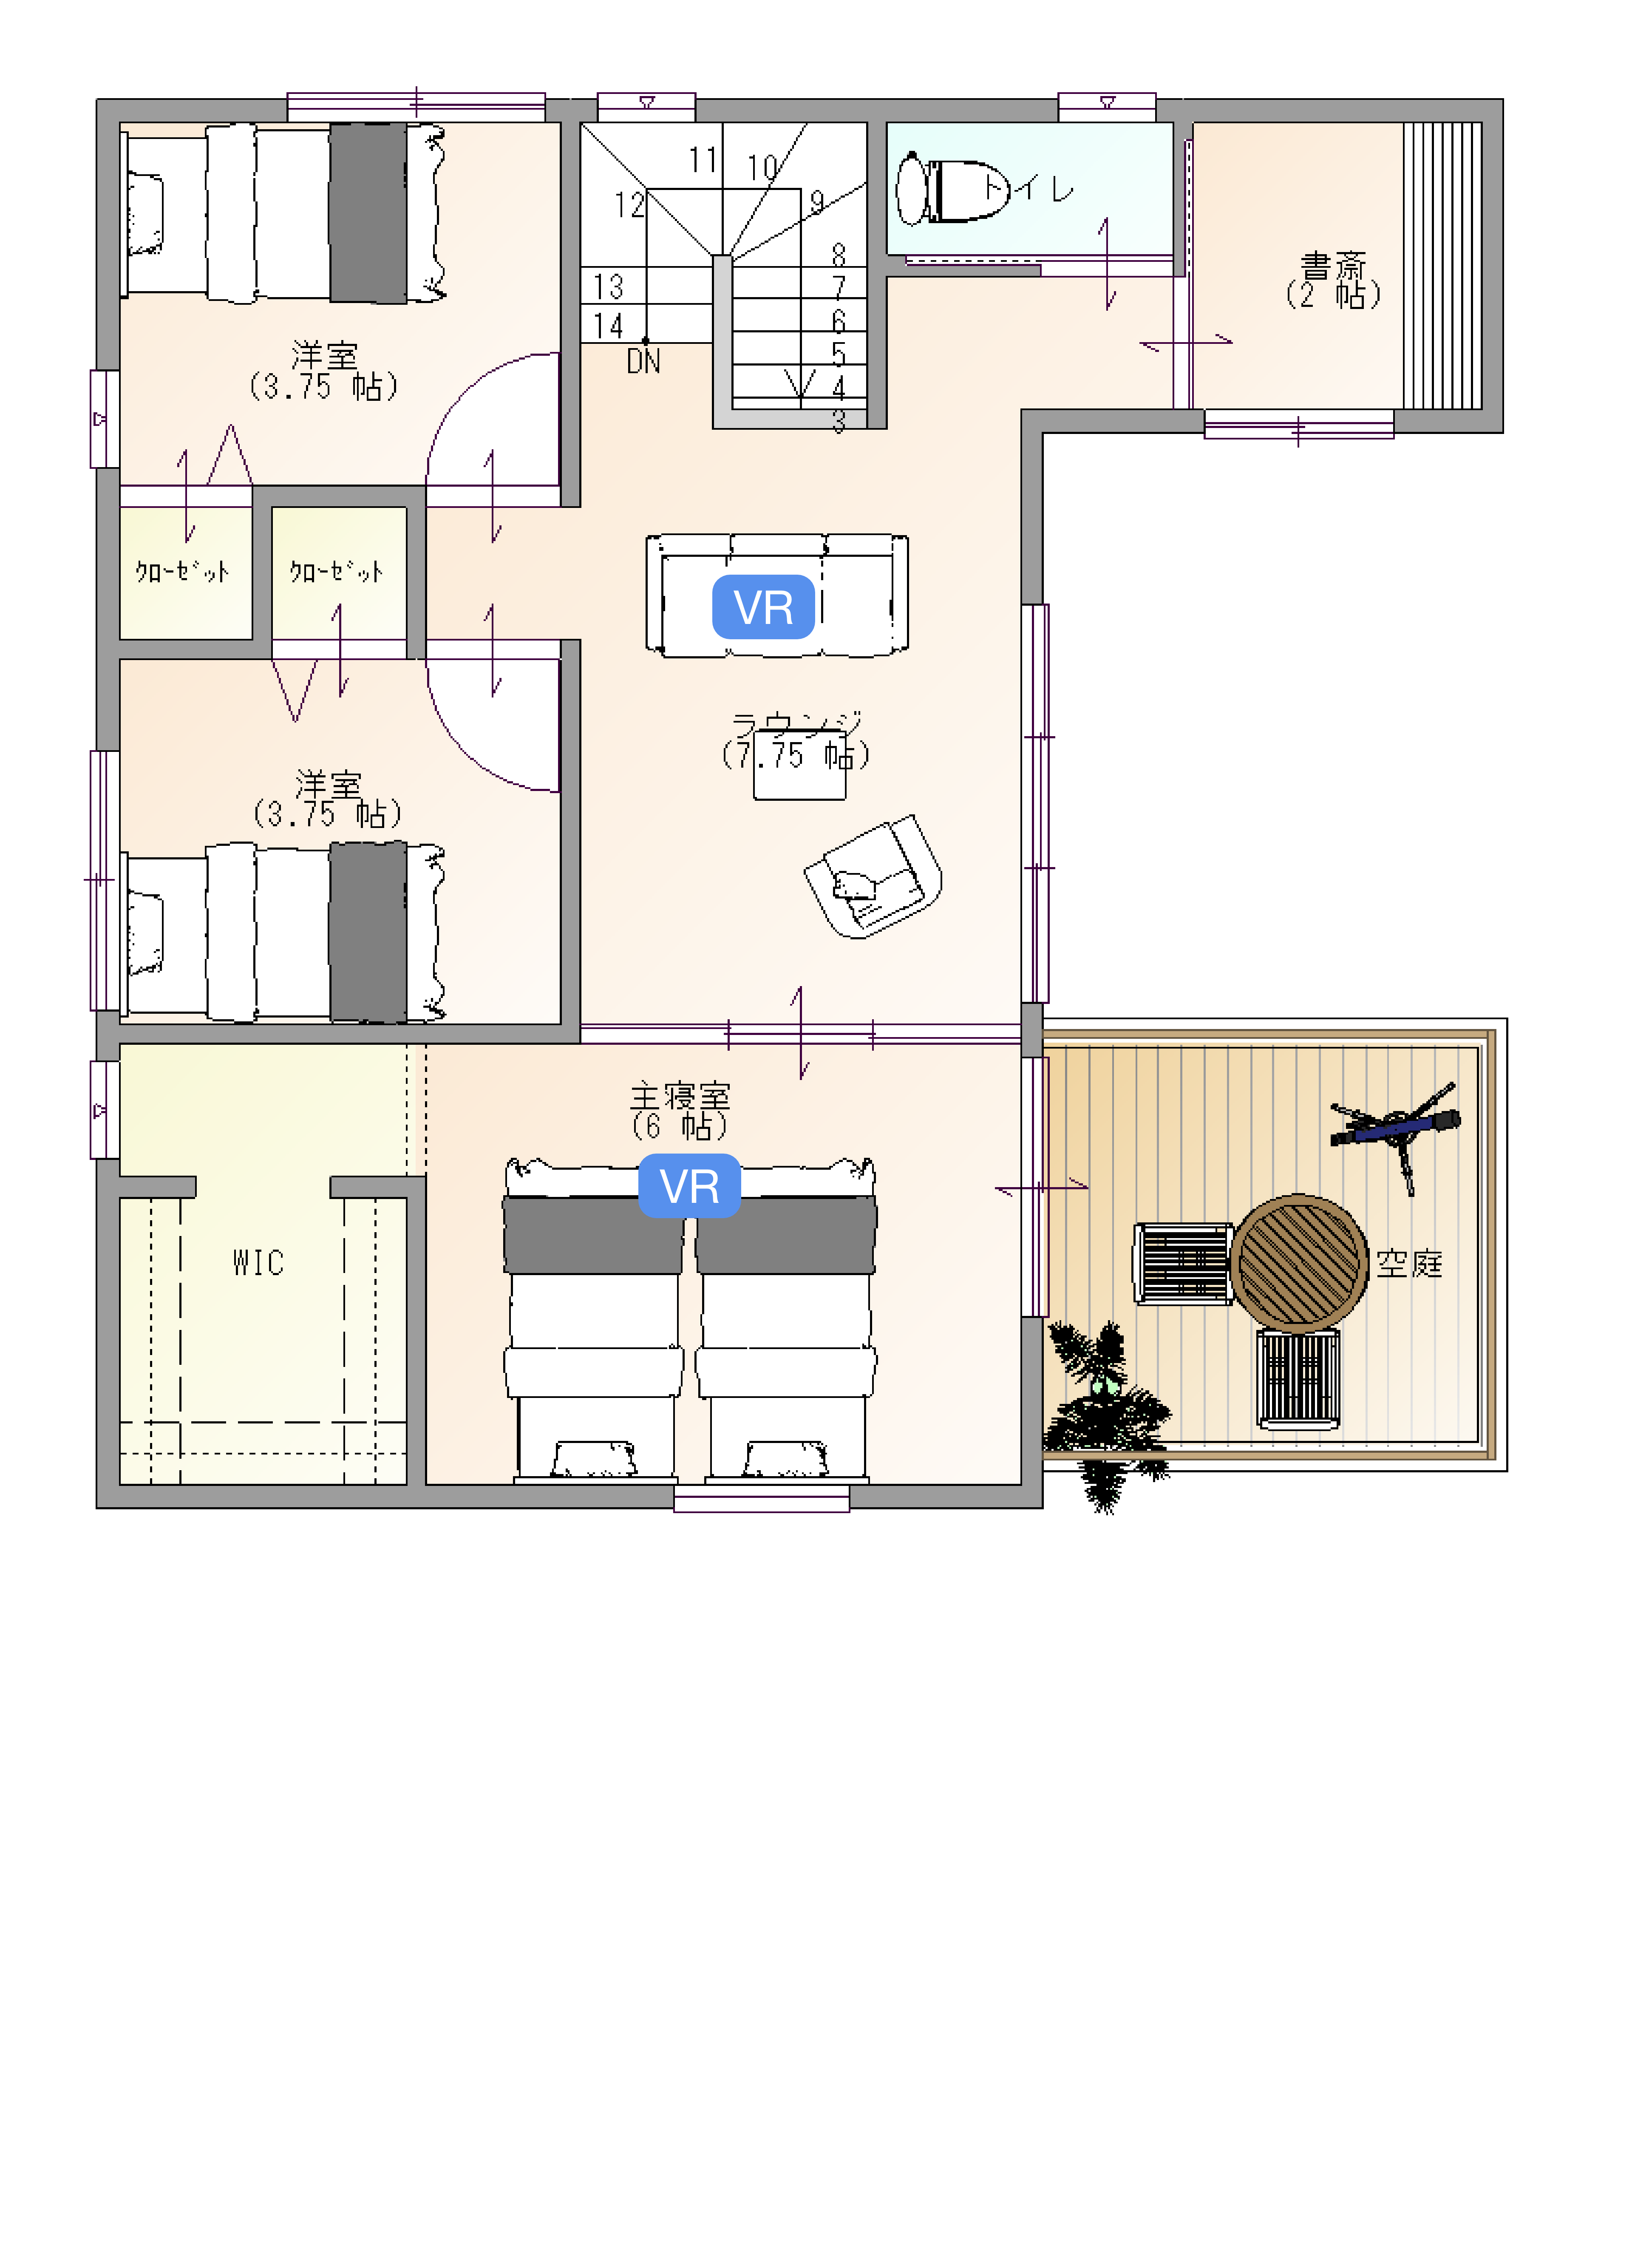 11
10
12
9
トイレ
8
書斎
(2 帖)
13
7
14
6
DN
5
洋室
(3.75 帖)
4
3
クローゼット
クローゼット
VR
ラウンジ
(7.75 帖)
洋室
(3.75 帖)
主寝室
(6 帖)
VR
WIC
空庭